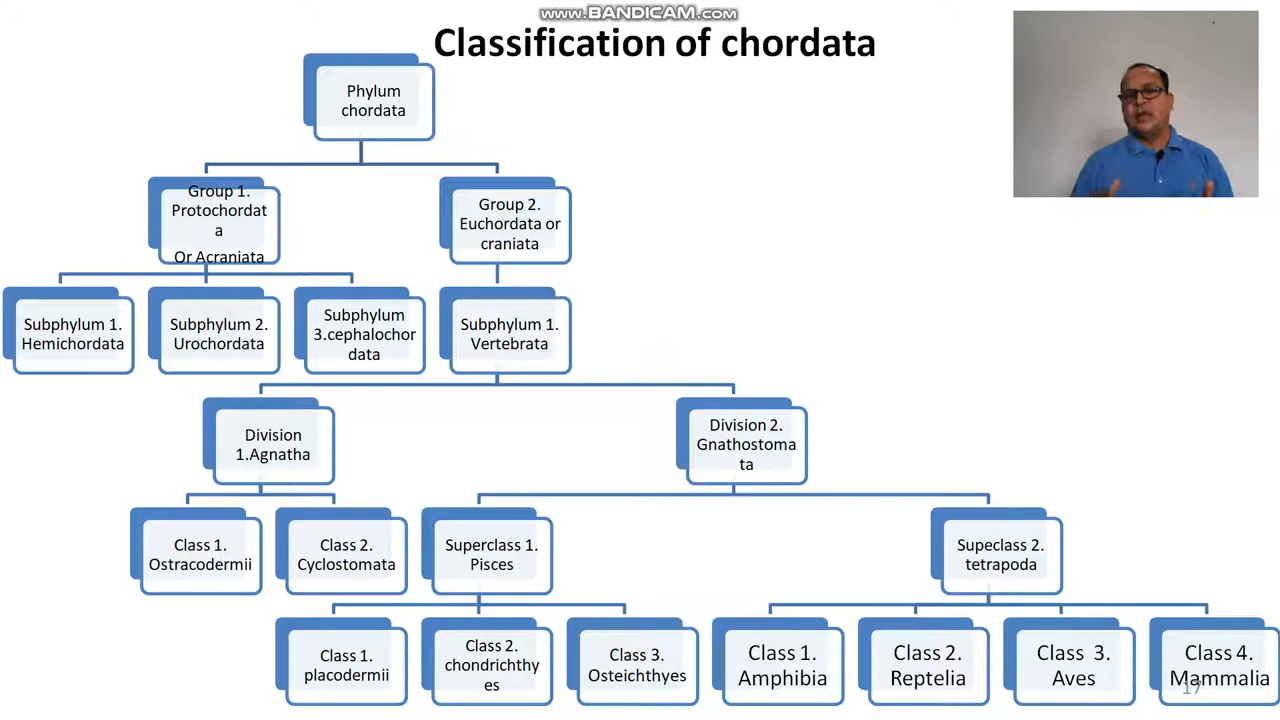 www.BANDICAM.com
Classification of chordata
Phylum
chordata
Group 1.
Protochordat
a
Or Acraniata
Group 2.
Euchordata or
craniata
Subphylum 1.
Hemichordata
Subphylum 2.
Urochordata
Subphylum
3.cephalochor
data
Subphylum 1.
Vertebrata
Division
1.Agnatha
Division 2.
Gnathostoma
ta
Class 1.
Ostracodermii
Class 2.
Cyclostomata
Superclass 1.
Pisces
Supeclass 2.
tetrapoda
Class 1.
placodermii
Class 2.
chondrichthy
es
Class 3.
Osteichthyes
Class 1.
Amphibia
Class 2.
Reptelia
Class 3.
Aves
Class 4.
Mammalia
17